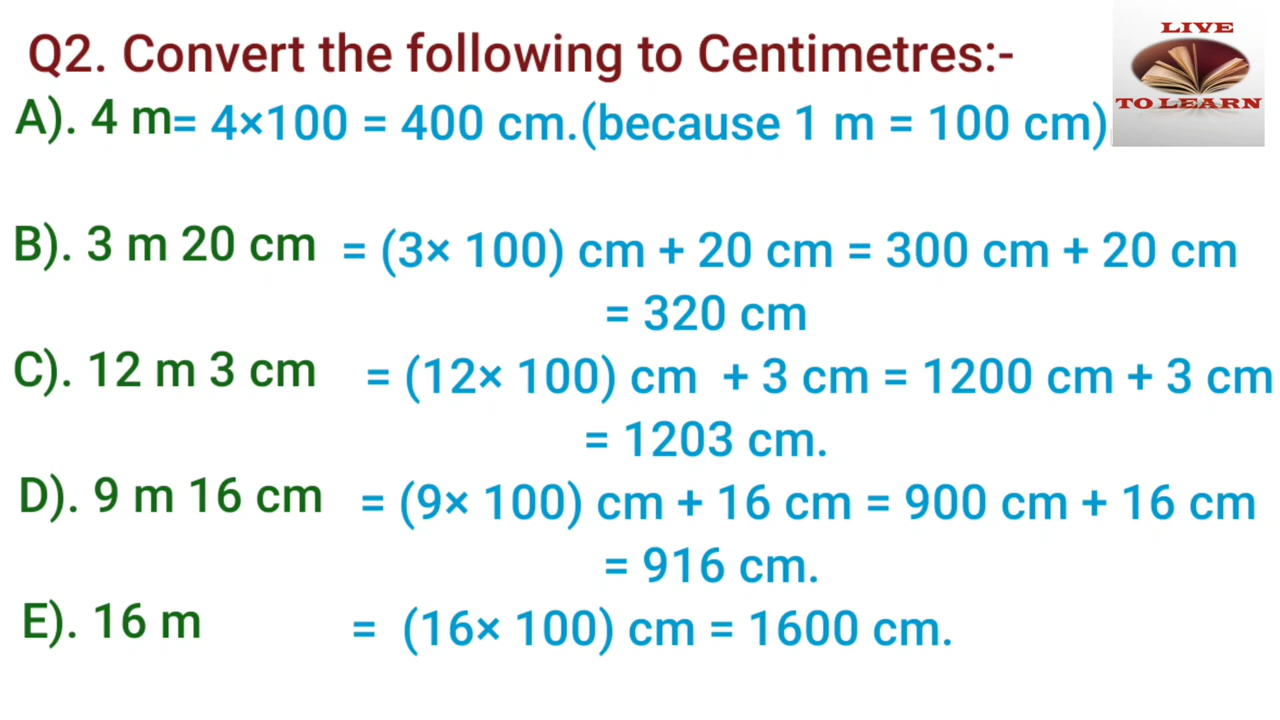 Q2. Convert the following to Centimetres:-
LIVE
TO LEARN
A). 4 m= 4×100 = 400 cm.(because 1 m = 100 cm)
B). 3 m 20 cm = (3× 100) cm + 20 cm = 300 cm + 20 cm
= 320 cm
C). 12 m 3 cm = (12× 100) cm + 3 cm = 1200 cm + 3 cm
= 1203 cm.
D). 9 m 16 cm = (9× 100) cm + 16 cm = 900 cm + 16 cm
= 916 cm.
E). 16 m = (16× 100) cm = 1600 cm.